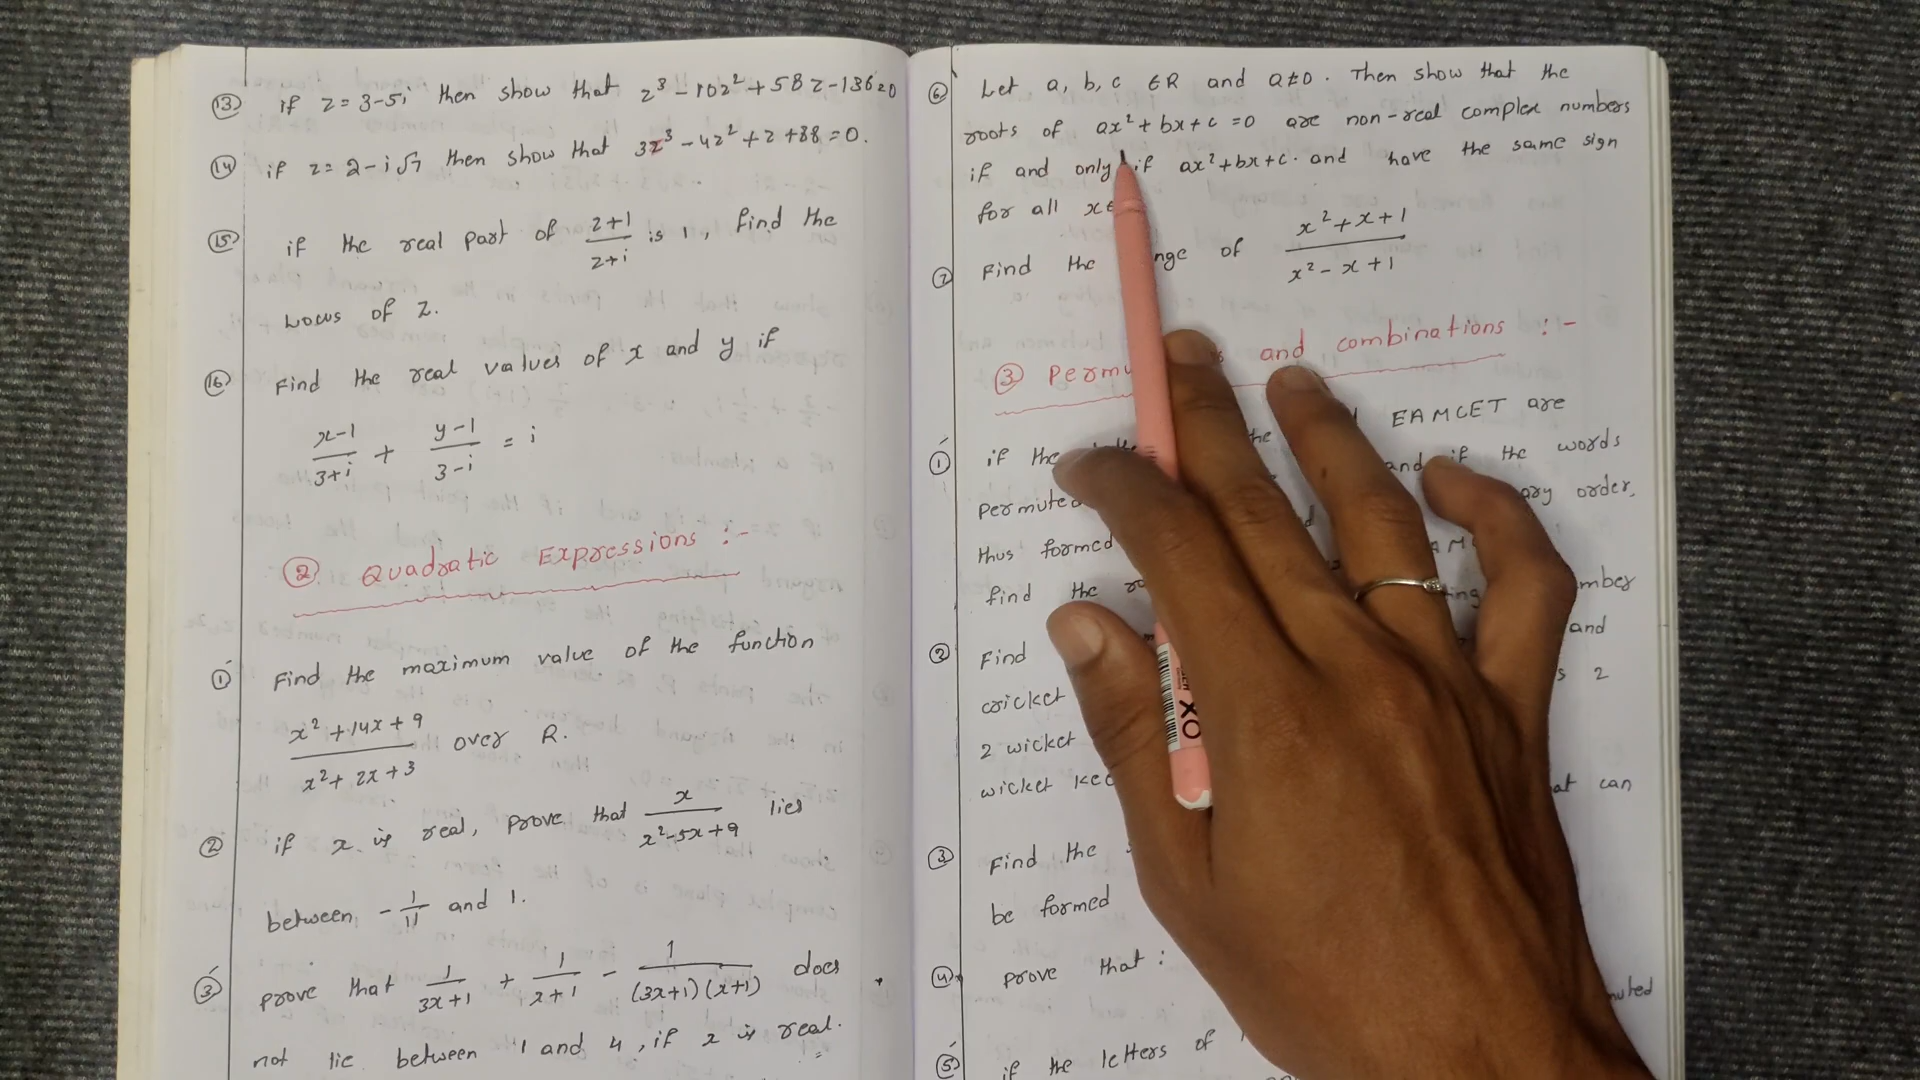 13 if z = 3-5i then show that z³ - 10z² + 58z - 136=0
14 if z = 2-i√7 then show that 3z³ - 4z² + z + 88 = 0.
15 if the real part of z+1/z+i is 1, find the
Locus of z.
16 Find the real values of x and y if
x-1/3+i + y-1/3-i = i
② Quadratic Expressions :-
① Find the maximum value of the function
x²+14x+9/x²+2x+3 over R.
② if x is real, prove that x/x²-5x+9 lies
between -1/11 and 1.
③ prove that 1/3x+1 + 1/x+1 - 1/(3x+1)(x+1) does
not lie between 1 and 4, if x is real.
⑥ Let a, b, c ∈R and a≠0. Then show that the
roots of ax²+bx+c=0 are non-real complex numbers
if and only if ax²+bx+c. and have the same sign
for all
⑦ Find the of x²+x+1/x²-x+1
③ and combinations :-
① if the EAMCET are
permuted and if the words
thus formed order.
find the
② Find and
cricket 2
2 wicket
wicket can
③ Find the
be formed
④ prove that :
⑤ if the letters of
XO